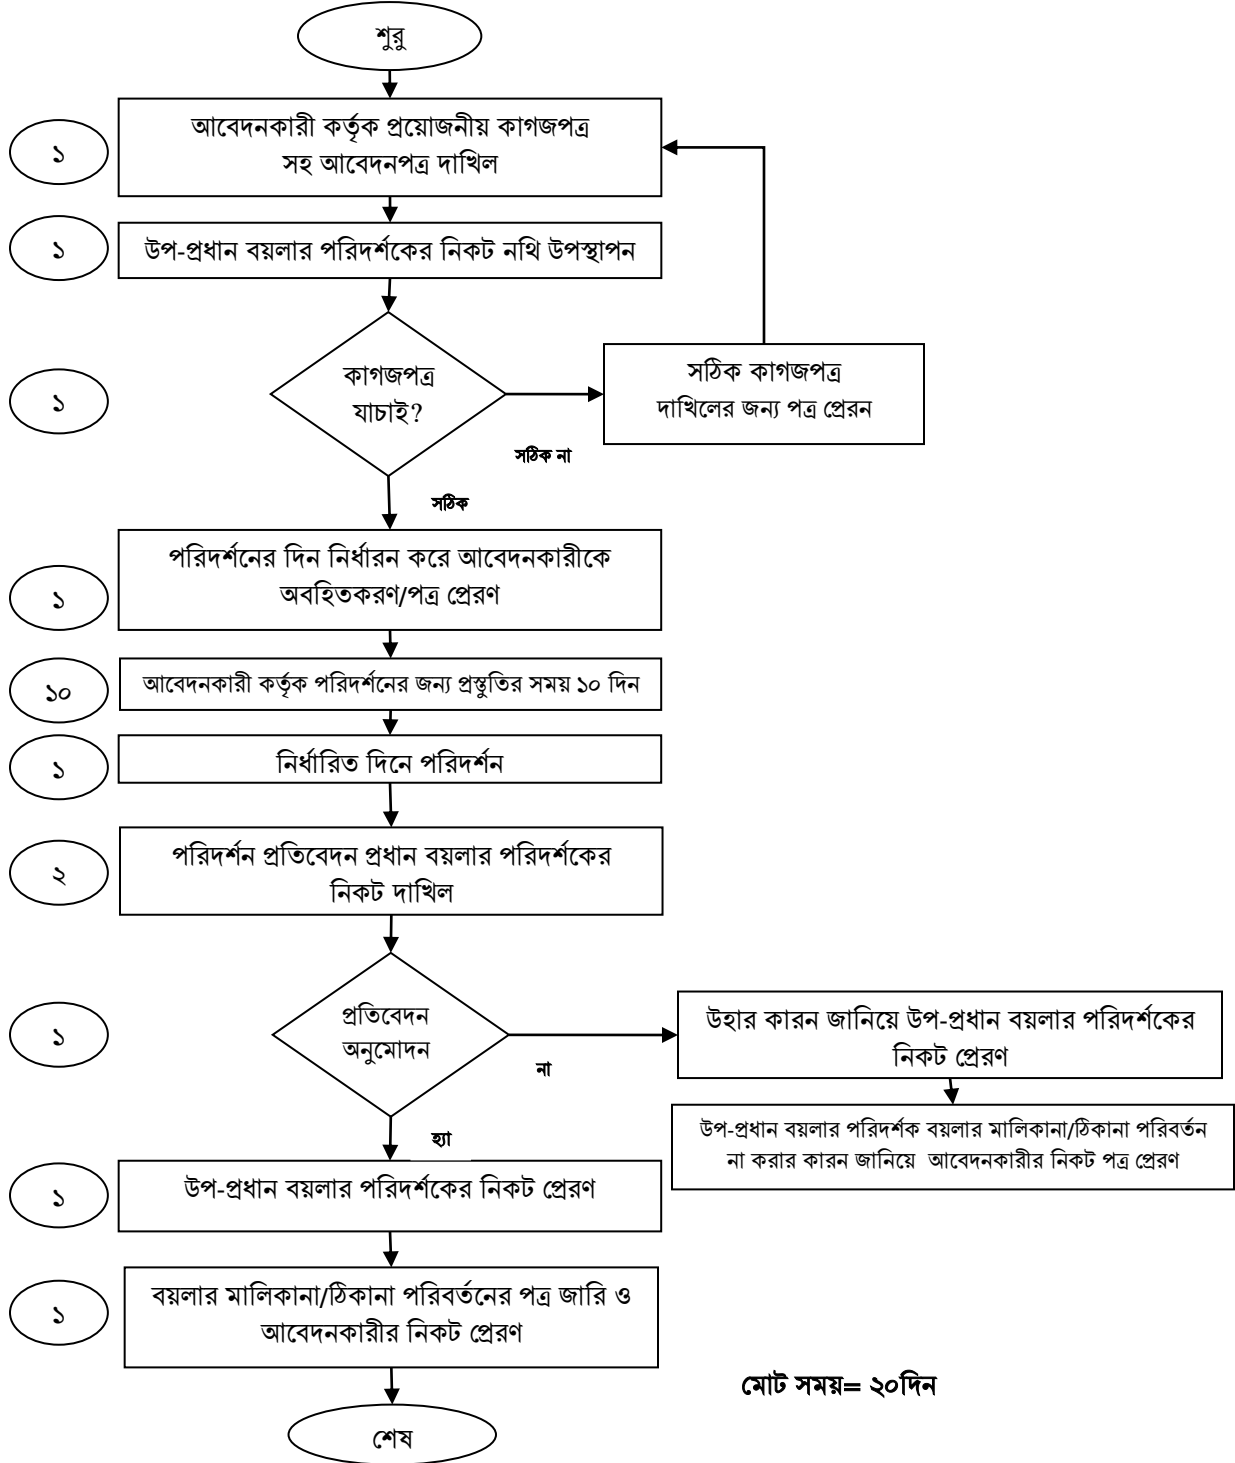 শুরু
১
আবেদনকারী কর্তৃক প্রয়োজনীয় কাগজপত্র
সহ আবেদনপত্র দাখিল
১
উপ-প্রধান বয়লার পরিদর্শকের নিকট নথি উপস্থাপন
১
কাগজপত্র
যাচাই?
সঠিক কাগজপত্র
দাখিলের জন্য পত্র প্রেরন
সঠিক না
সঠিক
১
পরিদর্শনের দিন নির্ধারন করে আবেদনকারীকে
অবহিতকরণ/পত্র প্রেরণ
১০
আবেদনকারী কর্তৃক পরিদর্শনের জন্য প্রস্তুতির সময় ১০ দিন
১
নির্ধারিত দিনে পরিদর্শন
২
পরিদর্শন প্রতিবেদন প্রধান বয়লার পরিদর্শকের
নিকট দাখিল
১
প্রতিবেদন
অনুমোদন
না
উহার কারন জানিয়ে উপ-প্রধান বয়লার পরিদর্শকের
নিকট প্রেরণ
উপ-প্রধান বয়লার পরিদর্শক বয়লার মালিকানা/ঠিকানা পরিবর্তন
না করার কারন জানিয়ে আবেদনকারীর নিকট পত্র প্রেরণ
হ্যা
১
উপ-প্রধান বয়লার পরিদর্শকের নিকট প্রেরণ
১
বয়লার মালিকানা/ঠিকানা পরিবর্তনের পত্র জারি ও
আবেদনকারীর নিকট প্রেরণ
মোট সময়= ২০দিন
শেষ